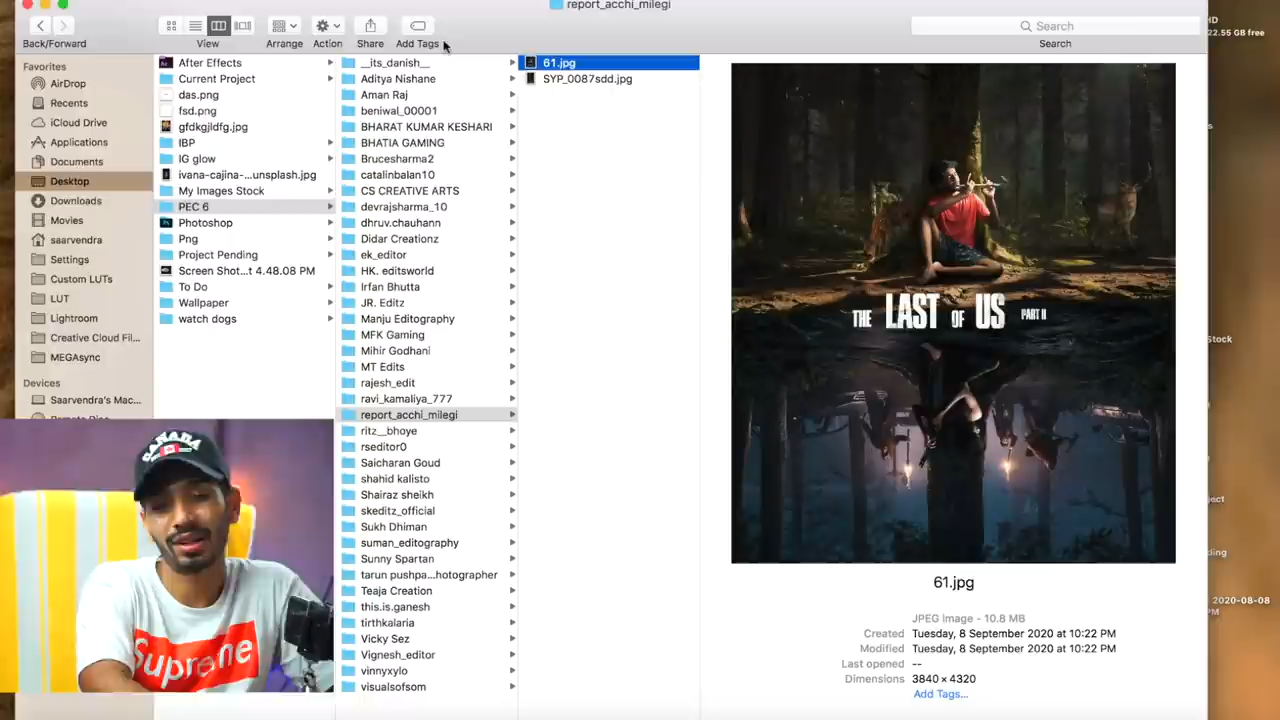 report_acchi_milegi
HD
22.55 GB free
Search
Back/Forward
View
Arrange
Action
Share
Add Tags
Search
Favorites
AirDrop
Recents
iCloud Drive
Applications
Documents
Desktop
Downloads
Movies
saarvendra
Settings
Custom LUTs
LUT
Lightroom
Creative Cloud Fil...
MEGAsync
Devices
Saarvendra's Mac...
After Effects
Current Project
das.png
fsd.png
gfdkgjldfg.jpg
IBP
IG glow
ivana-cajina-...unsplash.jpg
My Images Stock
PEC 6
Photoshop
Png
Project Pending
Screen Shot...t 4.48.08 PM
To Do
Wallpaper
watch dogs
__its_danish__
Aditya Nishane
Aman Raj
beniwal_00001
BHARAT KUMAR KESHARI
BHATIA GAMING
Brucesharma2
catalinbalan10
CS CREATIVE ARTS
devrajsharma_10
dhruv.chauhann
Didar Creationz
ek_editor
HK. editsworld
Irfan Bhutta
JR. Editz
Manju Editography
MFK Gaming
Mihir Godhani
MT Edits
rajesh_edit
ravi_kamaliya_777
report_acchi_milegi
ritz__bhoye
rseditor0
Saicharan Goud
shahid kalisto
Shairaz sheikh
skeditz_official
Sukh Dhiman
suman_editography
Sunny Spartan
tarun pushpa...hotographer
Teaja Creation
this.is.ganesh
tirthkalaria
Vicky Sez
Vignesh_editor
vinnyxylo
visualsofsom
61.jpg
SYP_0087sdd.jpg
THE LAST OF US PART II
61.jpg
JPEG image - 10.8 MB
Created Tuesday, 8 September 2020 at 10:22 PM
Modified Tuesday, 8 September 2020 at 10:22 PM
Last opened --
Dimensions 3840 × 4320
Add Tags...
Stock
2020-08-08
PM
CANADA
Supreme